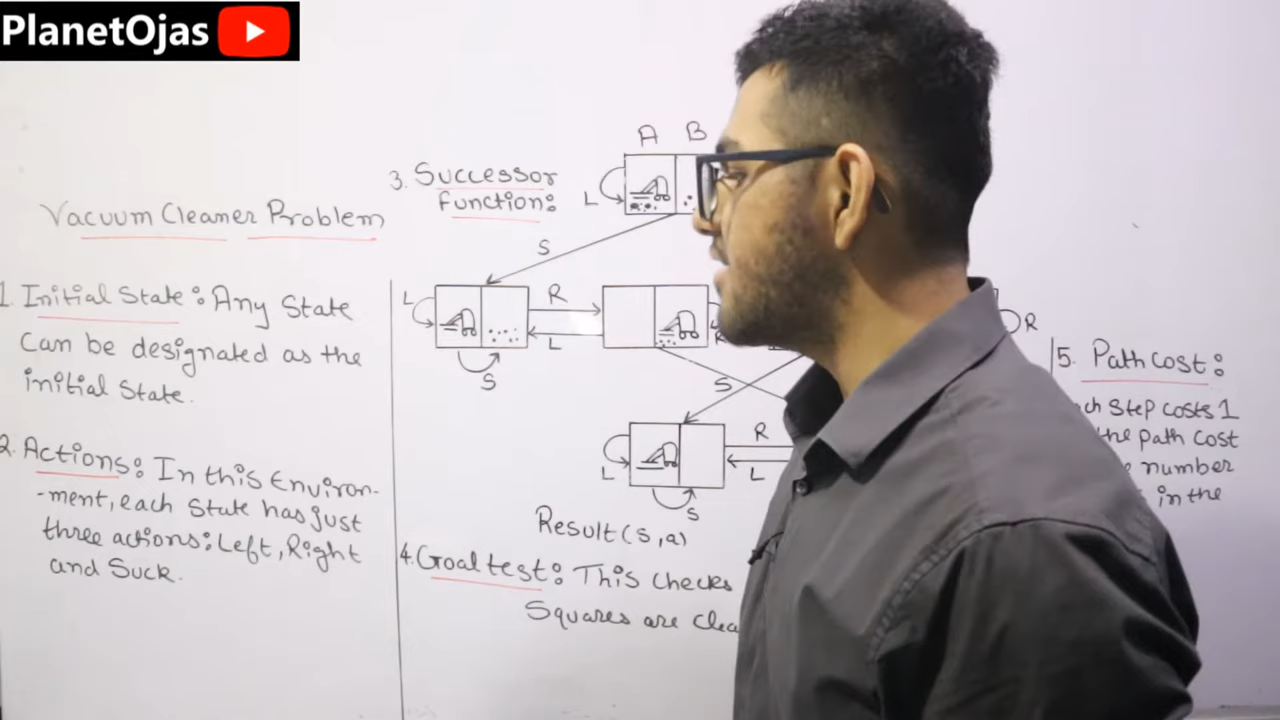 PlanetOjas
Vacuum Cleaner Problem
1. Initial State: Any State
Can be designated as the
initial State.
2. Actions: In this Environ-
-ment, each State has just
three actions: Left, Right
and Suck.
3. Successor
function:
A B
L
S
L R
L
S
R
R
S
L R
L
S
Result(s,a)
4. Goal test: This checks
Squares are
5. Path cost:
Step costs 1
the path cost
number
in the